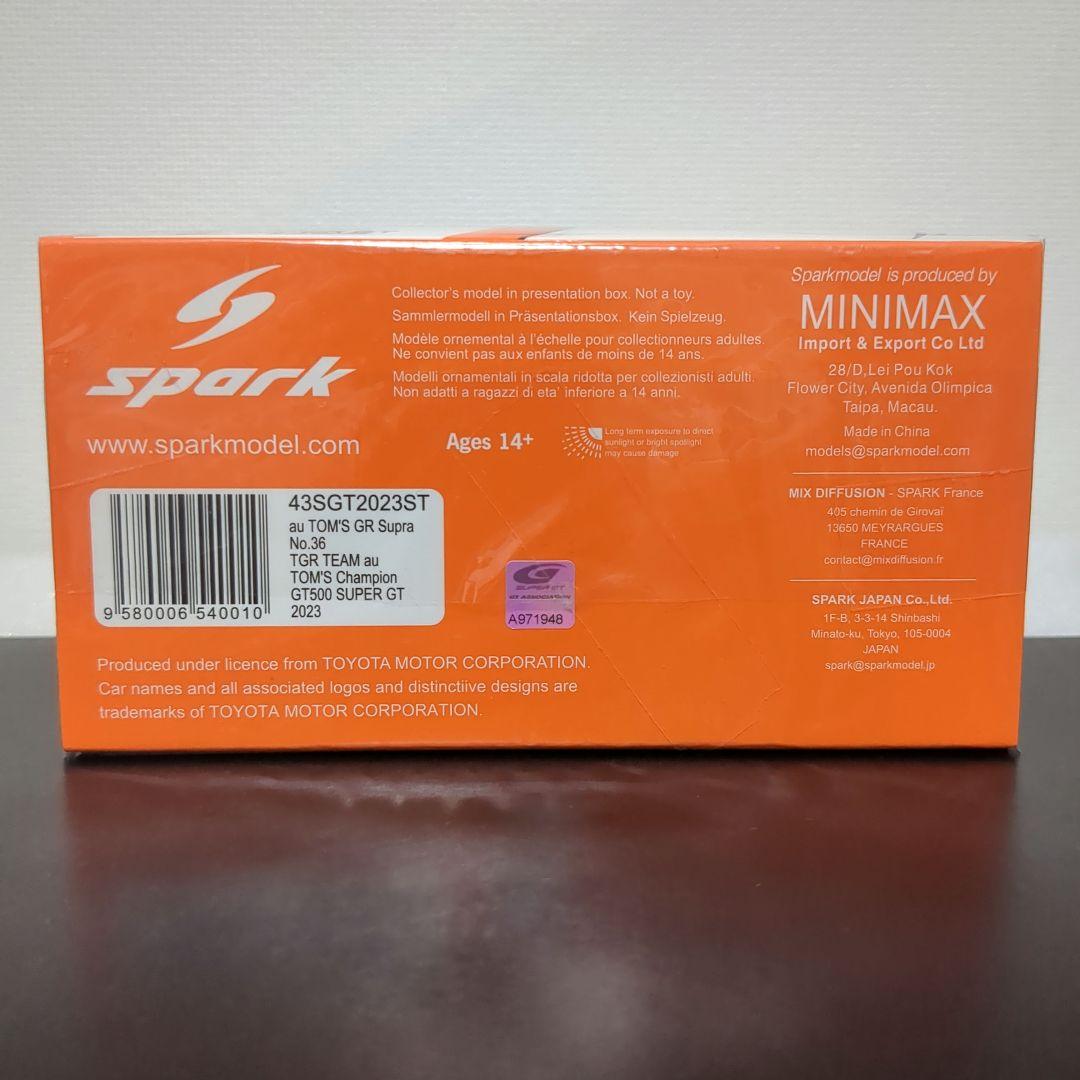 spark
www.sparkmodel.com
Collector's model in presentation box. Not a toy.
Sammlermodell in Präsentationsbox. Kein Spielzeug.
Modèle ornemental à l'échelle pour collectionneurs adultes.
Ne convient pas aux enfants de moins de 14 ans.
Modelli ornamentali in scala ridotta per collezionisti adulti.
Non adatti a ragazzi di eta' inferiore a 14 anni.
Ages 14+
Long term exposure to direct
sunlight or bright spotlight
may cause damage
43SGT2023ST
au TOM'S GR Supra
No.36
TGR TEAM au
TOM'S Champion
GT500 SUPER GT
2023
9 580006 540010
SUPER GT
GT ASSOCIATION
A971948
Produced under licence from TOYOTA MOTOR CORPORATION.
Car names and all associated logos and distinctiive designs are
trademarks of TOYOTA MOTOR CORPORATION.
Sparkmodel is produced by
MINIMAX
Import & Export Co Ltd
28/D,Lei Pou Kok
Flower City, Avenida Olimpica
Taipa, Macau.
Made in China
models@sparkmodel.com
MIX DIFFUSION - SPARK France
405 chemin de Girovaï
13650 MEYRARGUES
FRANCE
contact@mixdiffusion.fr
SPARK JAPAN Co.,Ltd.
1F-B, 3-3-14 Shinbashi
Minato-ku, Tokyo, 105-0004
JAPAN
spark@sparkmodel.jp